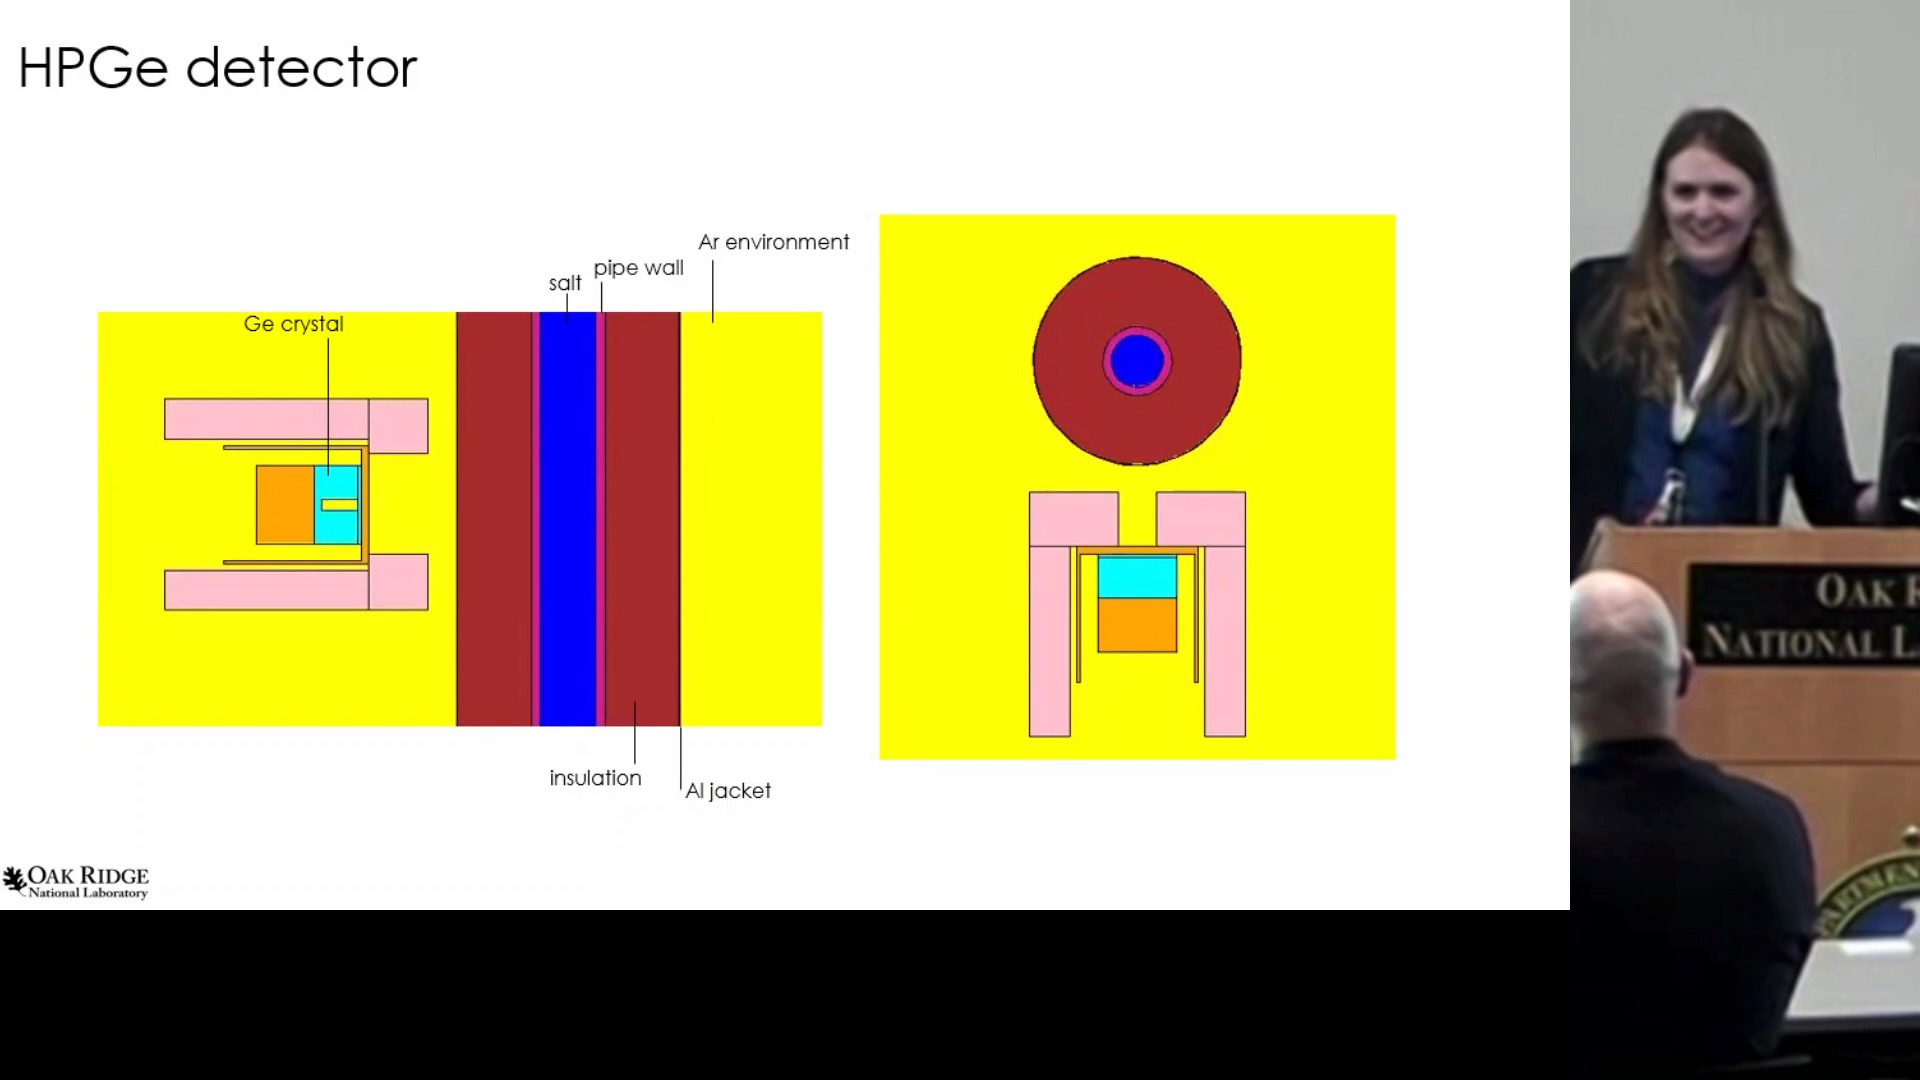 HPGe detector
Ar environment
pipe wall
salt
Ge crystal
insulation
Al jacket
OAK RIDGE
National Laboratory
OAK
NATIONAL